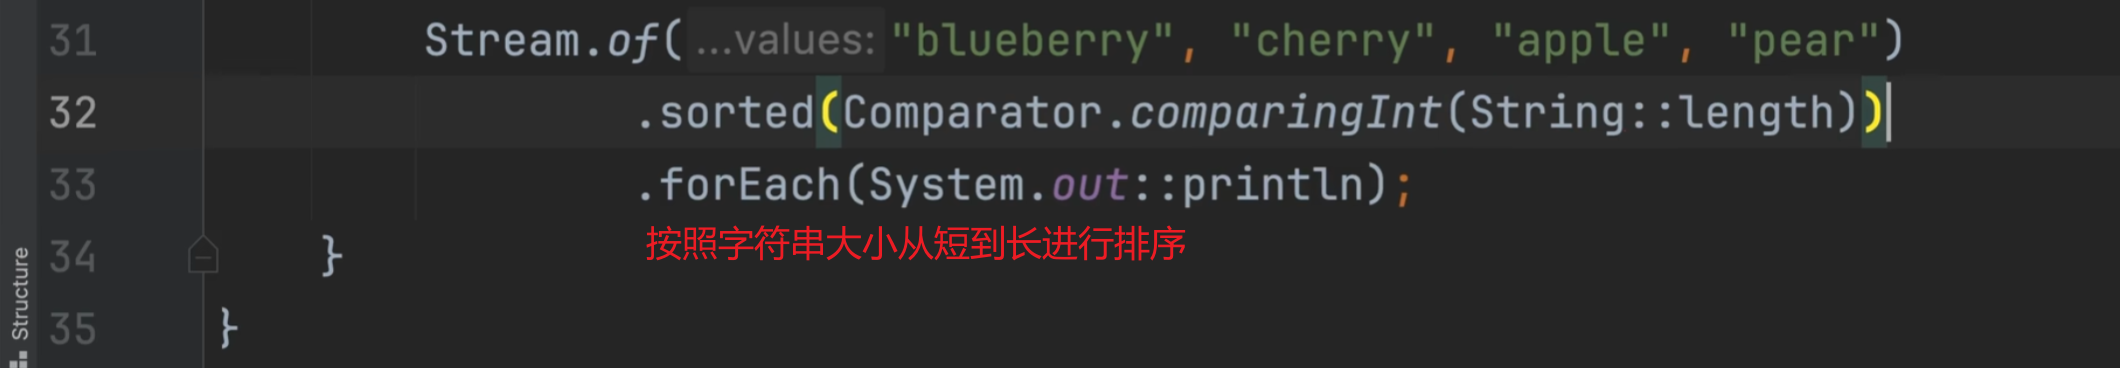 31 Stream.of(...values: "blueberry", "cherry", "apple", "pear")
32 .sorted(Comparator.comparingInt(String::length))
33 .forEach(System.out::println);
按照字符串大小从短到长进行排序
34 }
35 }
Structure